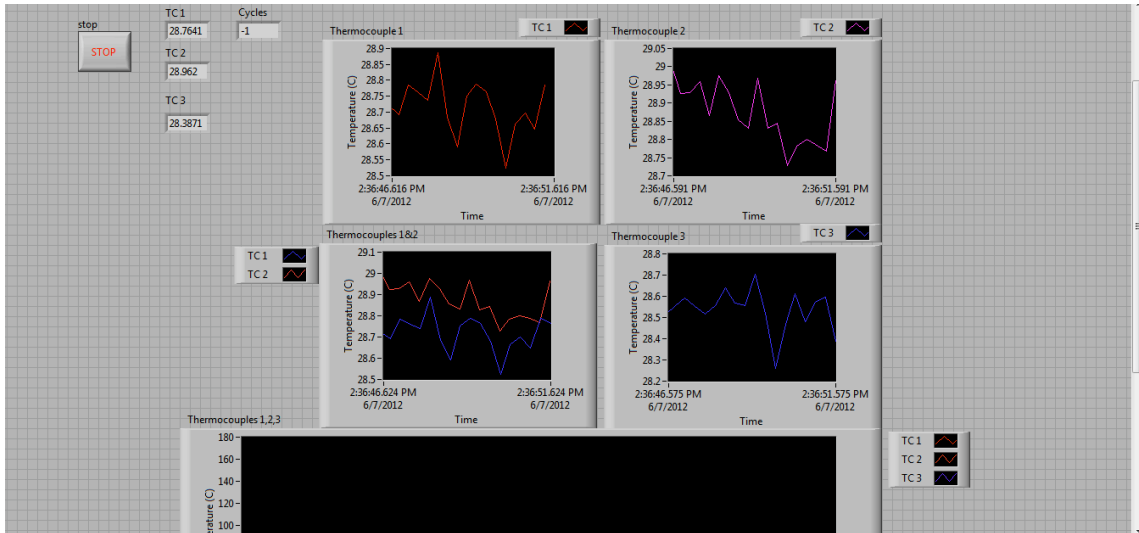 stop
STOP
TC 1
28.7641
TC 2
28.962
TC 3
28.3871
Cycles
-1
Thermocouple 1
TC 1
28.9
28.85
28.8
28.75
28.7
28.65
28.6
28.55
28.5
Temperature (C)
2:36:46.616 PM
6/7/2012
2:36:51.616 PM
6/7/2012
Time
Thermocouple 2
TC 2
29.05
29
28.95
28.9
28.85
28.8
28.75
28.7
Temperature (C)
2:36:46.591 PM
6/7/2012
2:36:51.591 PM
6/7/2012
Time
Thermocouples 1&2
TC 1
TC 2
29.1
29
28.9
28.8
28.7
28.6
28.5
Temperature (C)
2:36:46.624 PM
6/7/2012
2:36:51.624 PM
6/7/2012
Time
Thermocouple 3
TC 3
28.8
28.7
28.6
28.5
28.4
28.3
28.2
Temperature (C)
2:36:46.575 PM
6/7/2012
2:36:51.575 PM
6/7/2012
Time
Thermocouples 1,2,3
180
160
140
120
100
(C)
TC 1
TC 2
TC 3